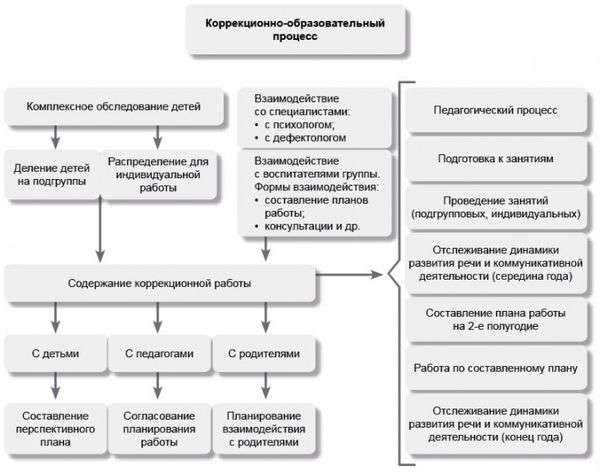 Коррекционно-образовательный
процесс
Комплексное обследование детей
Деление детей
на подгруппы
Распределение для
индивидуальной
работы
Взаимодействие
со специалистами:
• с психологом;
• с дефектологом
Взаимодействие
с воспитателями группы.
Формы взаимодействия:
• составление планов
работы;
• консультации и др.
Содержание коррекционной работы
С детьми
С педагогами
С родителями
Составление
перспективного
плана
Согласование
планирования
работы
Планирование
взаимодействия
с родителями
Педагогический процесс
Подготовка к занятиям
Проведение занятий
(подгрупповых, индивидуальных)
Отслеживание динамики
развития речи и коммуникативной
деятельности (середина года)
Составление плана работы
на 2-е полугодие
Работа по составленному плану
Отслеживание динамики
развития речи и коммуникативной
деятельности (конец года)